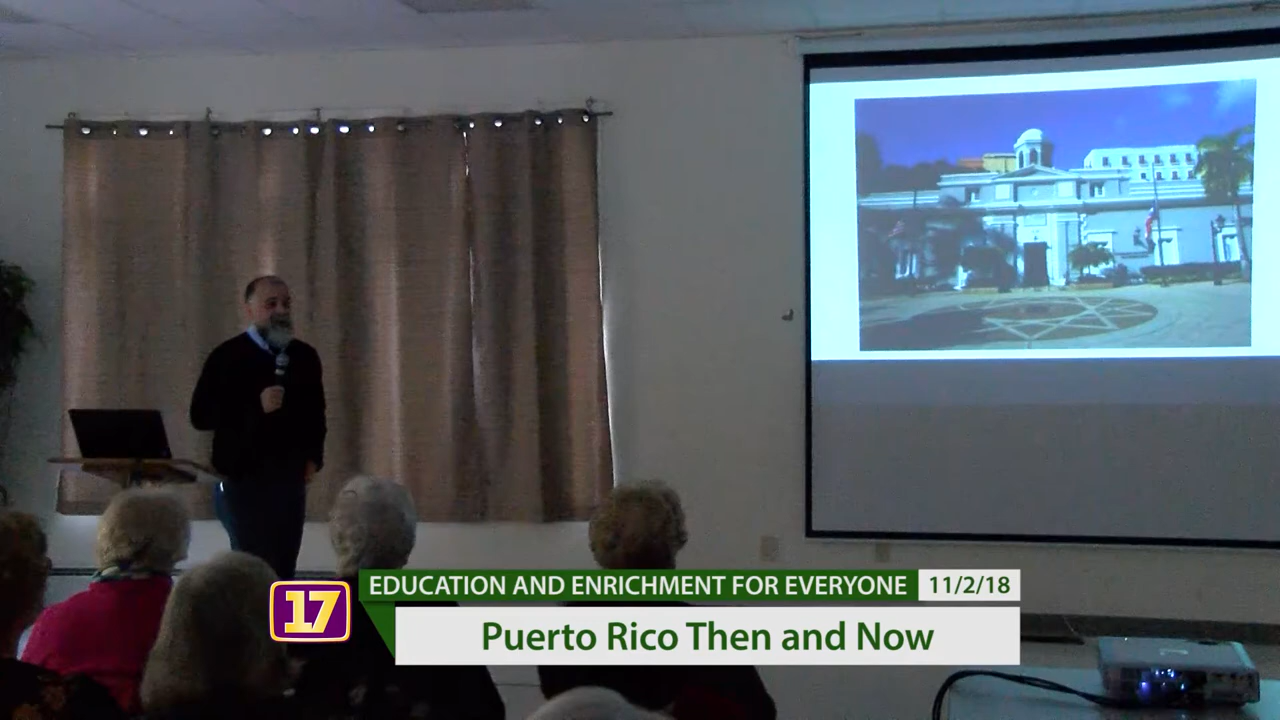 17
EDUCATION AND ENRICHMENT FOR EVERYONE 11/2/18
Puerto Rico Then and Now